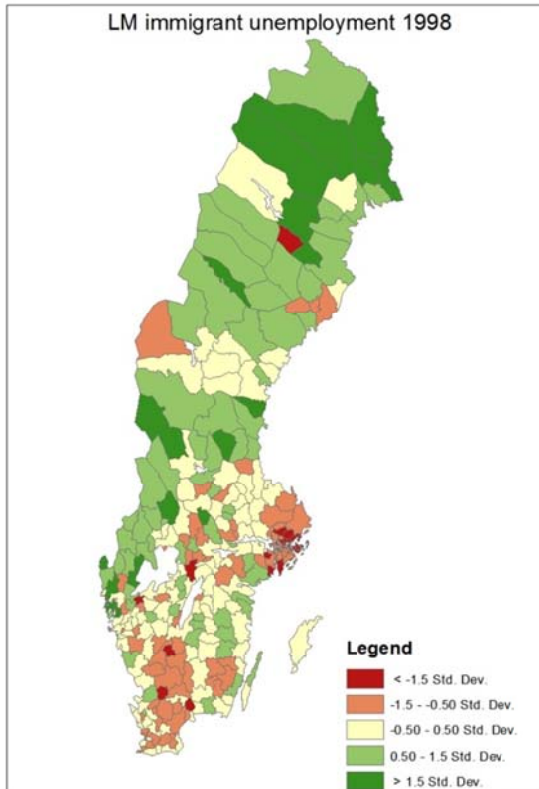 LM immigrant unemployment 1998
Legend
< -1.5 Std. Dev.
-1.5 - -0.50 Std. Dev.
-0.50 - 0.50 Std. Dev.
0.50 - 1.5 Std. Dev.
> 1.5 Std. Dev.